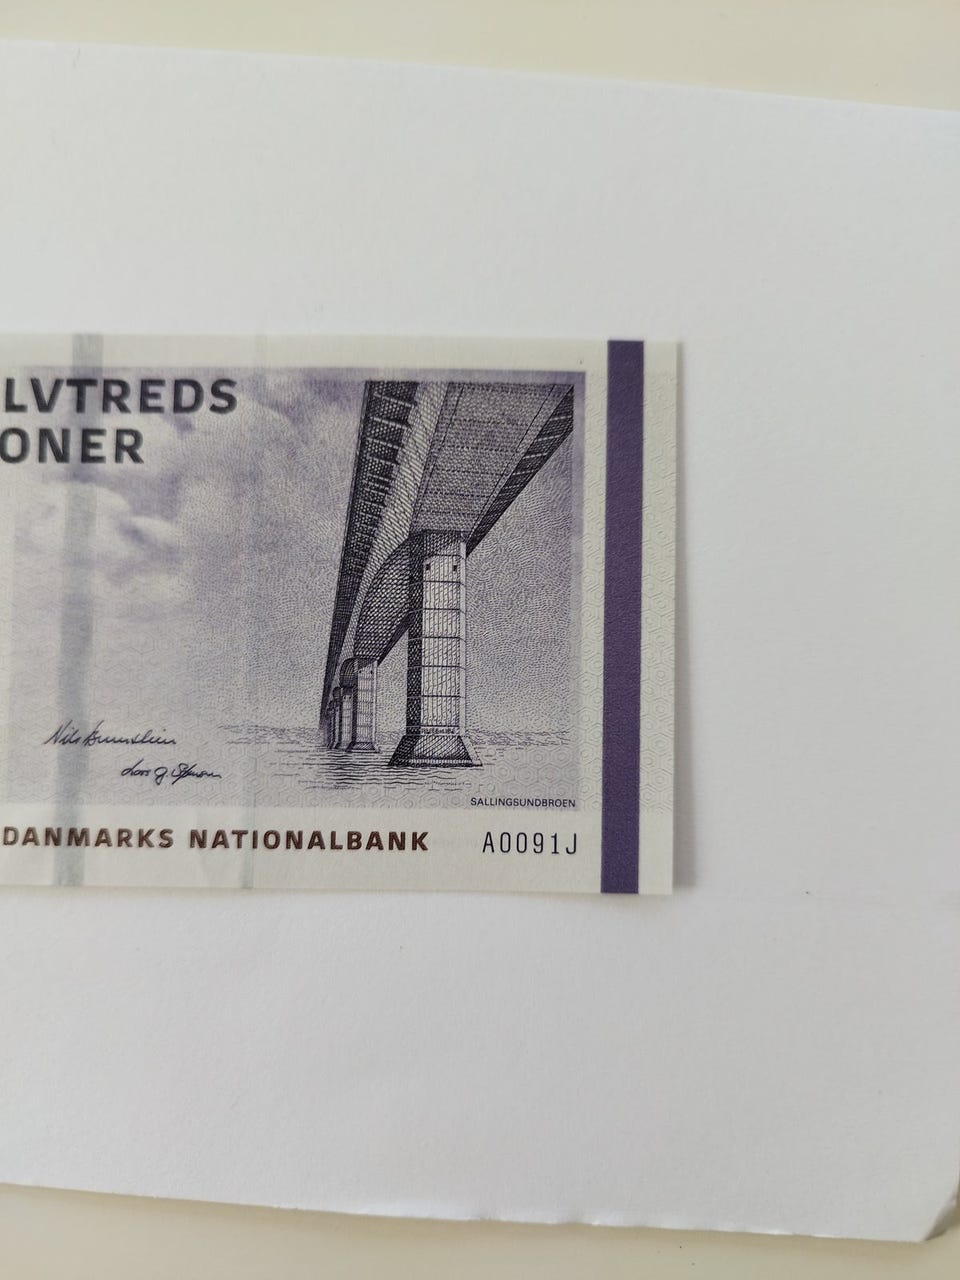 LVTREDS
ONER
SALLINGSUNDBROEN
DANMARKS NATIONALBANK A0091J